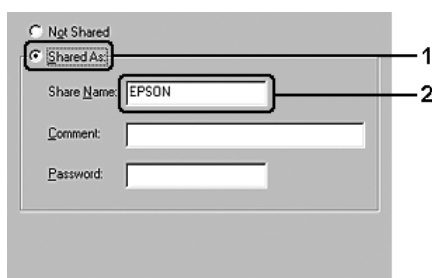 Not Shared
Shared As: 1
Share Name: EPSON 2
Comment:
Password: